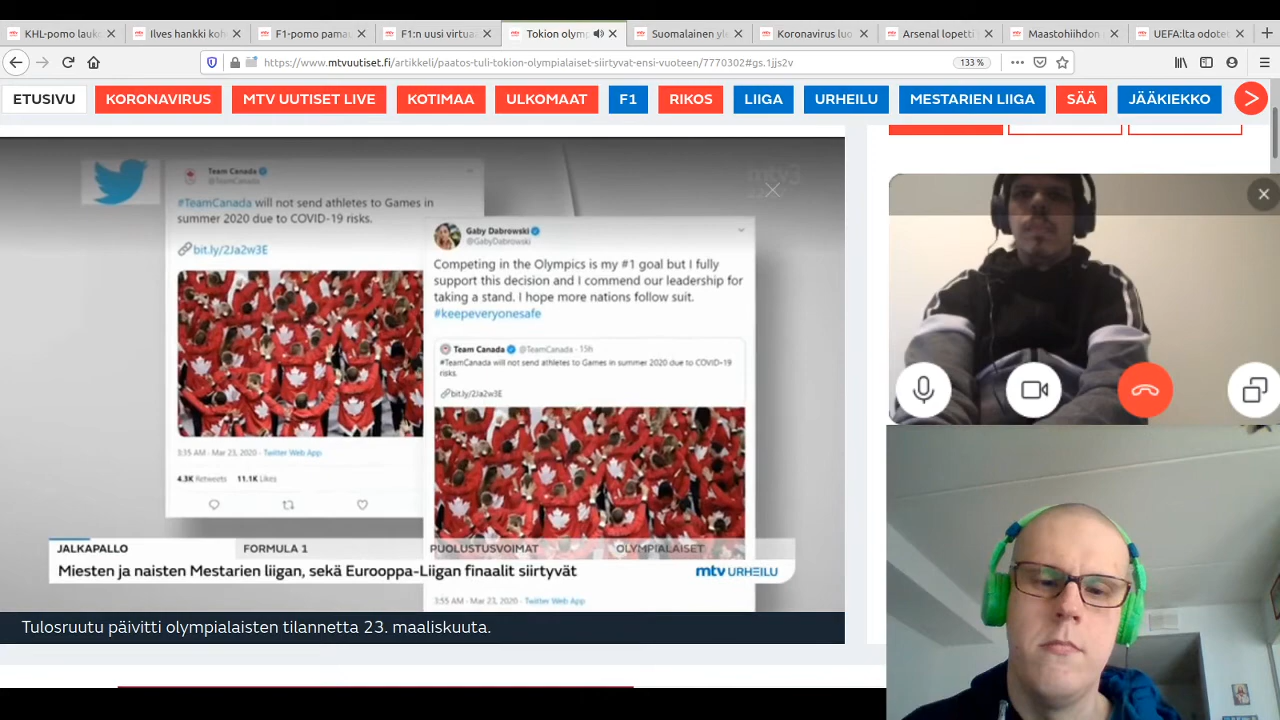 KHL-pomo lauko
Ilves hankki koh
F1-pomo pamau
F1:n uusi virtua
Tokion olymp
Suomalainen yle
Koronavirus luo
Arsenal lopetti
Maastohiihdon
UEFA:lta odotet
https://www.mtvuutiset.fi/artikkeli/paatos-tuli-tokion-olympialaiset-siirtyvat-ensi-vuoteen/7770302#gs.1jjs2v
133 %
ETUSIVU
KORONAVIRUS
MTV UUTISET LIVE
KOTIMAA
ULKOMAAT
F1
RIKOS
LIIGA
URHEILU
MESTARIEN LIIGA
SÄÄ
JÄÄKIEKKO
mtv3
Team Canada
@TeamCanada
#TeamCanada will not send athletes to Games in
summer 2020 due to COVID-19 risks.
bit.ly/2Ja2w3E
3:35 AM · Mar 23, 2020 · Twitter Web App
4.3K Retweets 11.1K Likes
Gaby Dabrowski
@GabyDabrowski
Competing in the Olympics is my #1 goal but I fully
support this decision and I commend our leadership for
taking a stand. I hope more nations follow suit.
#keepeveryonesafe
Team Canada @TeamCanada · 15h
#TeamCanada will not send athletes to Games in summer 2020 due to COVID-19
risks.
bit.ly/2Ja2w3E
JALKAPALLO
FORMULA 1
PUOLUSTUSVOIMAT
OLYMPIALAISET
Miesten ja naisten Mestarien liigan, sekä Eurooppa-Liigan finaalit siirtyvät
mtv URHEILU
3:55 AM · Mar 23, 2020 · Twitter Web App
Tulosruutu päivitti olympialaisten tilannetta 23. maaliskuuta.